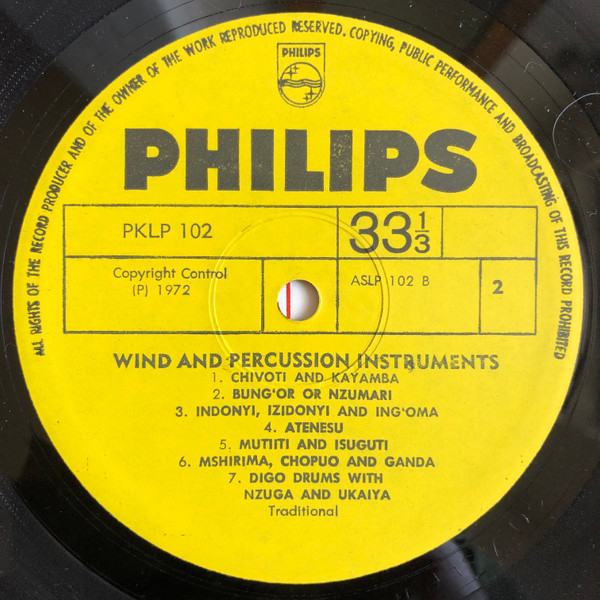 ALL RIGHTS OF THE RECORD PRODUCER AND OF THE OWNER OF THE WORK REPRODUCED RESERVED. COPYING, PUBLIC PERFORMANCE AND BROADCASTING OF THIS RECORD PROHIBITED
PHILIPS
PHILIPS
PKLP 102
33 1/3
Copyright Control
(P) 1972
ASLP 102 B
2
WIND AND PERCUSSION INSTRUMENTS
1. CHIVOTI AND KAYAMBA
2. BUNG'OR OR NZUMARI
3. INDONYI, IZIDONYI AND ING'OMA
4. ATENESU
5. MUTIITI AND ISUGUTI
6. MSHIRIMA, CHOPUO AND GANDA
7. DIGO DRUMS WITH
NZUGA AND UKAIYA
Traditional